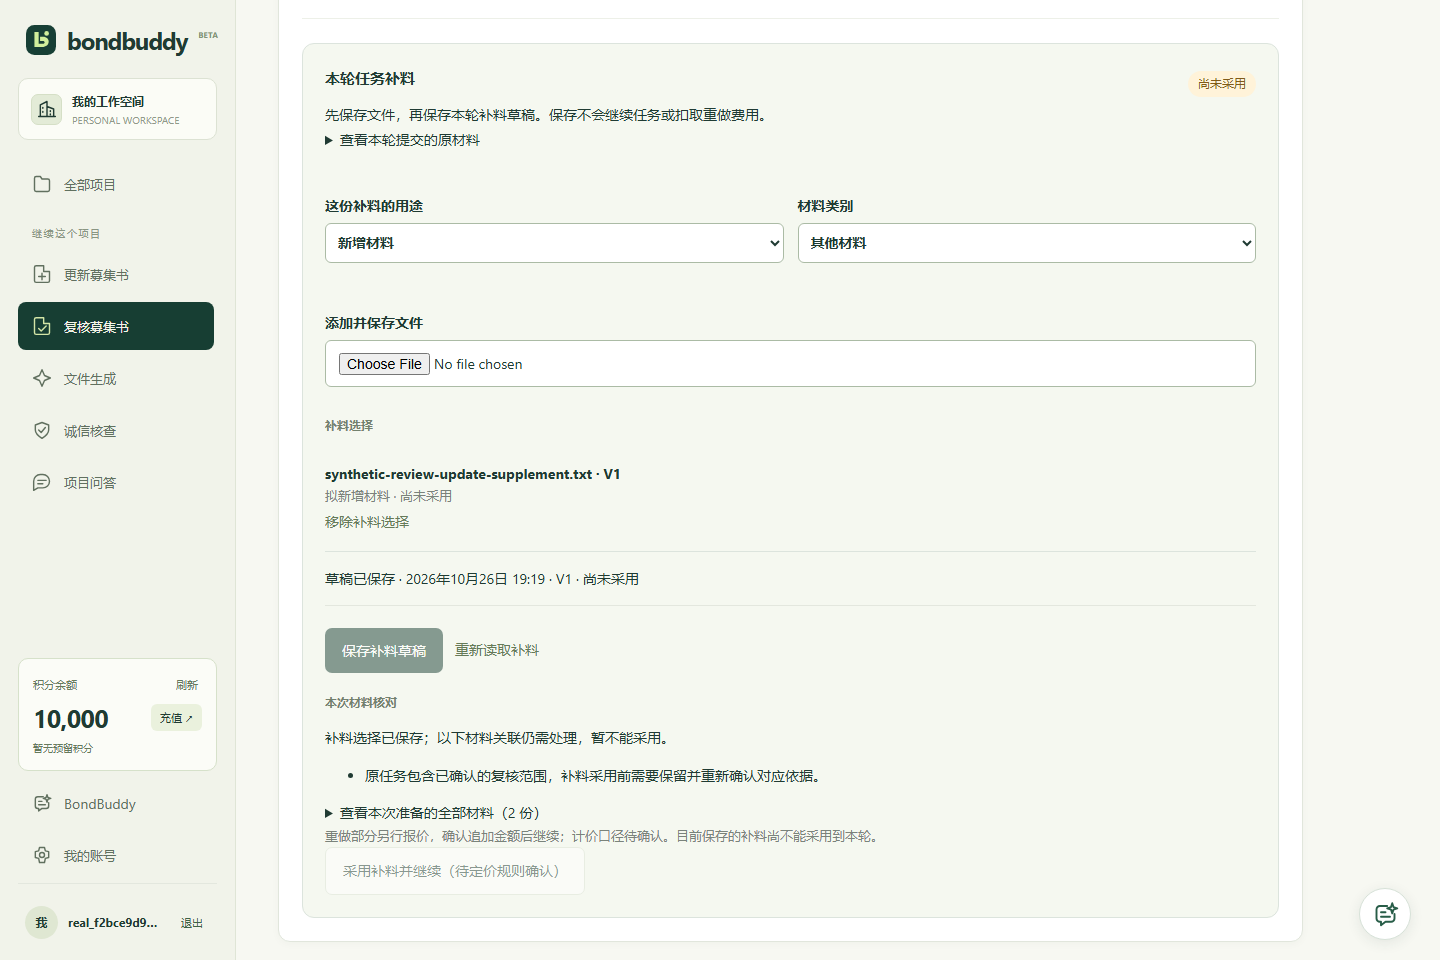 bondbuddy BETA
我的工作空间
PERSONAL WORKSPACE
全部项目
继续这个项目
更新募集书
复核募集书
文件生成
诚信核查
项目问答
积分余额 刷新
10,000 充值 ↗
暂无预留积分
BondBuddy
我的账号
我 real_f2bce9d9... 退出
本轮任务补料 尚未采用
先保存文件，再保存本轮补料草稿。保存不会继续任务或扣取重做费用。
▶ 查看本轮提交的原材料
这份补料的用途 材料类别
新增材料 其他材料
添加并保存文件
Choose File No file chosen
补料选择
synthetic-review-update-supplement.txt · V1
拟新增材料 · 尚未采用
移除补料选择
草稿已保存 · 2026年10月26日 19:19 · V1 · 尚未采用
保存补料草稿 重新读取补料
本次材料核对
补料选择已保存；以下材料关联仍需处理，暂不能采用。
• 原任务包含已确认的复核范围，补料采用前需要保留并重新确认对应依据。
▶ 查看本次准备的全部材料（2 份）
重做部分另行报价，确认追加金额后继续；计价口径待确认。目前保存的补料尚不能采用到本轮。
采用补料并继续（待定价规则确认）